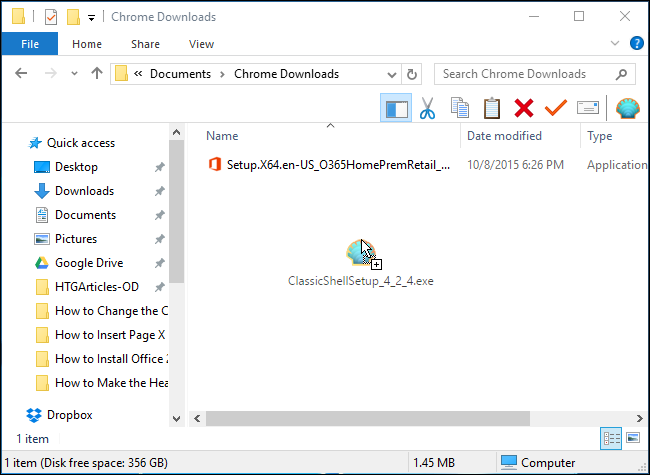 Chrome Downloads
File Home Share View
« Documents › Chrome Downloads
Search Chrome Downloads
Name Date modified Type
Quick access
Desktop
Downloads
Documents
Pictures
Google Drive
HTGArticles-OD
How to Change the C
How to Insert Page X
How to Install Office 2
How to Make the Hea
Dropbox
Setup.X64.en-US_O365HomePremRetail_... 10/8/2015 6:26 PM Application
ClassicShellSetup_4_2_4.exe
1 item
1 item (Disk free space: 356 GB) 1.45 MB Computer